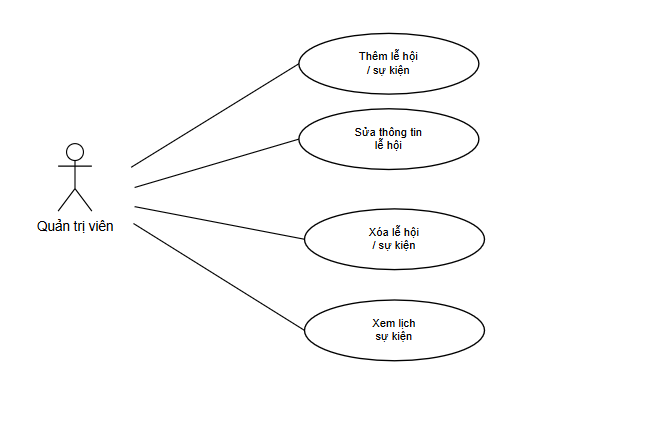 Thêm lễ hội
/ sự kiện
Sửa thông tin
lễ hội
Quản trị viên
Xóa lễ hội
/ sự kiện
Xem lịch
sự kiện